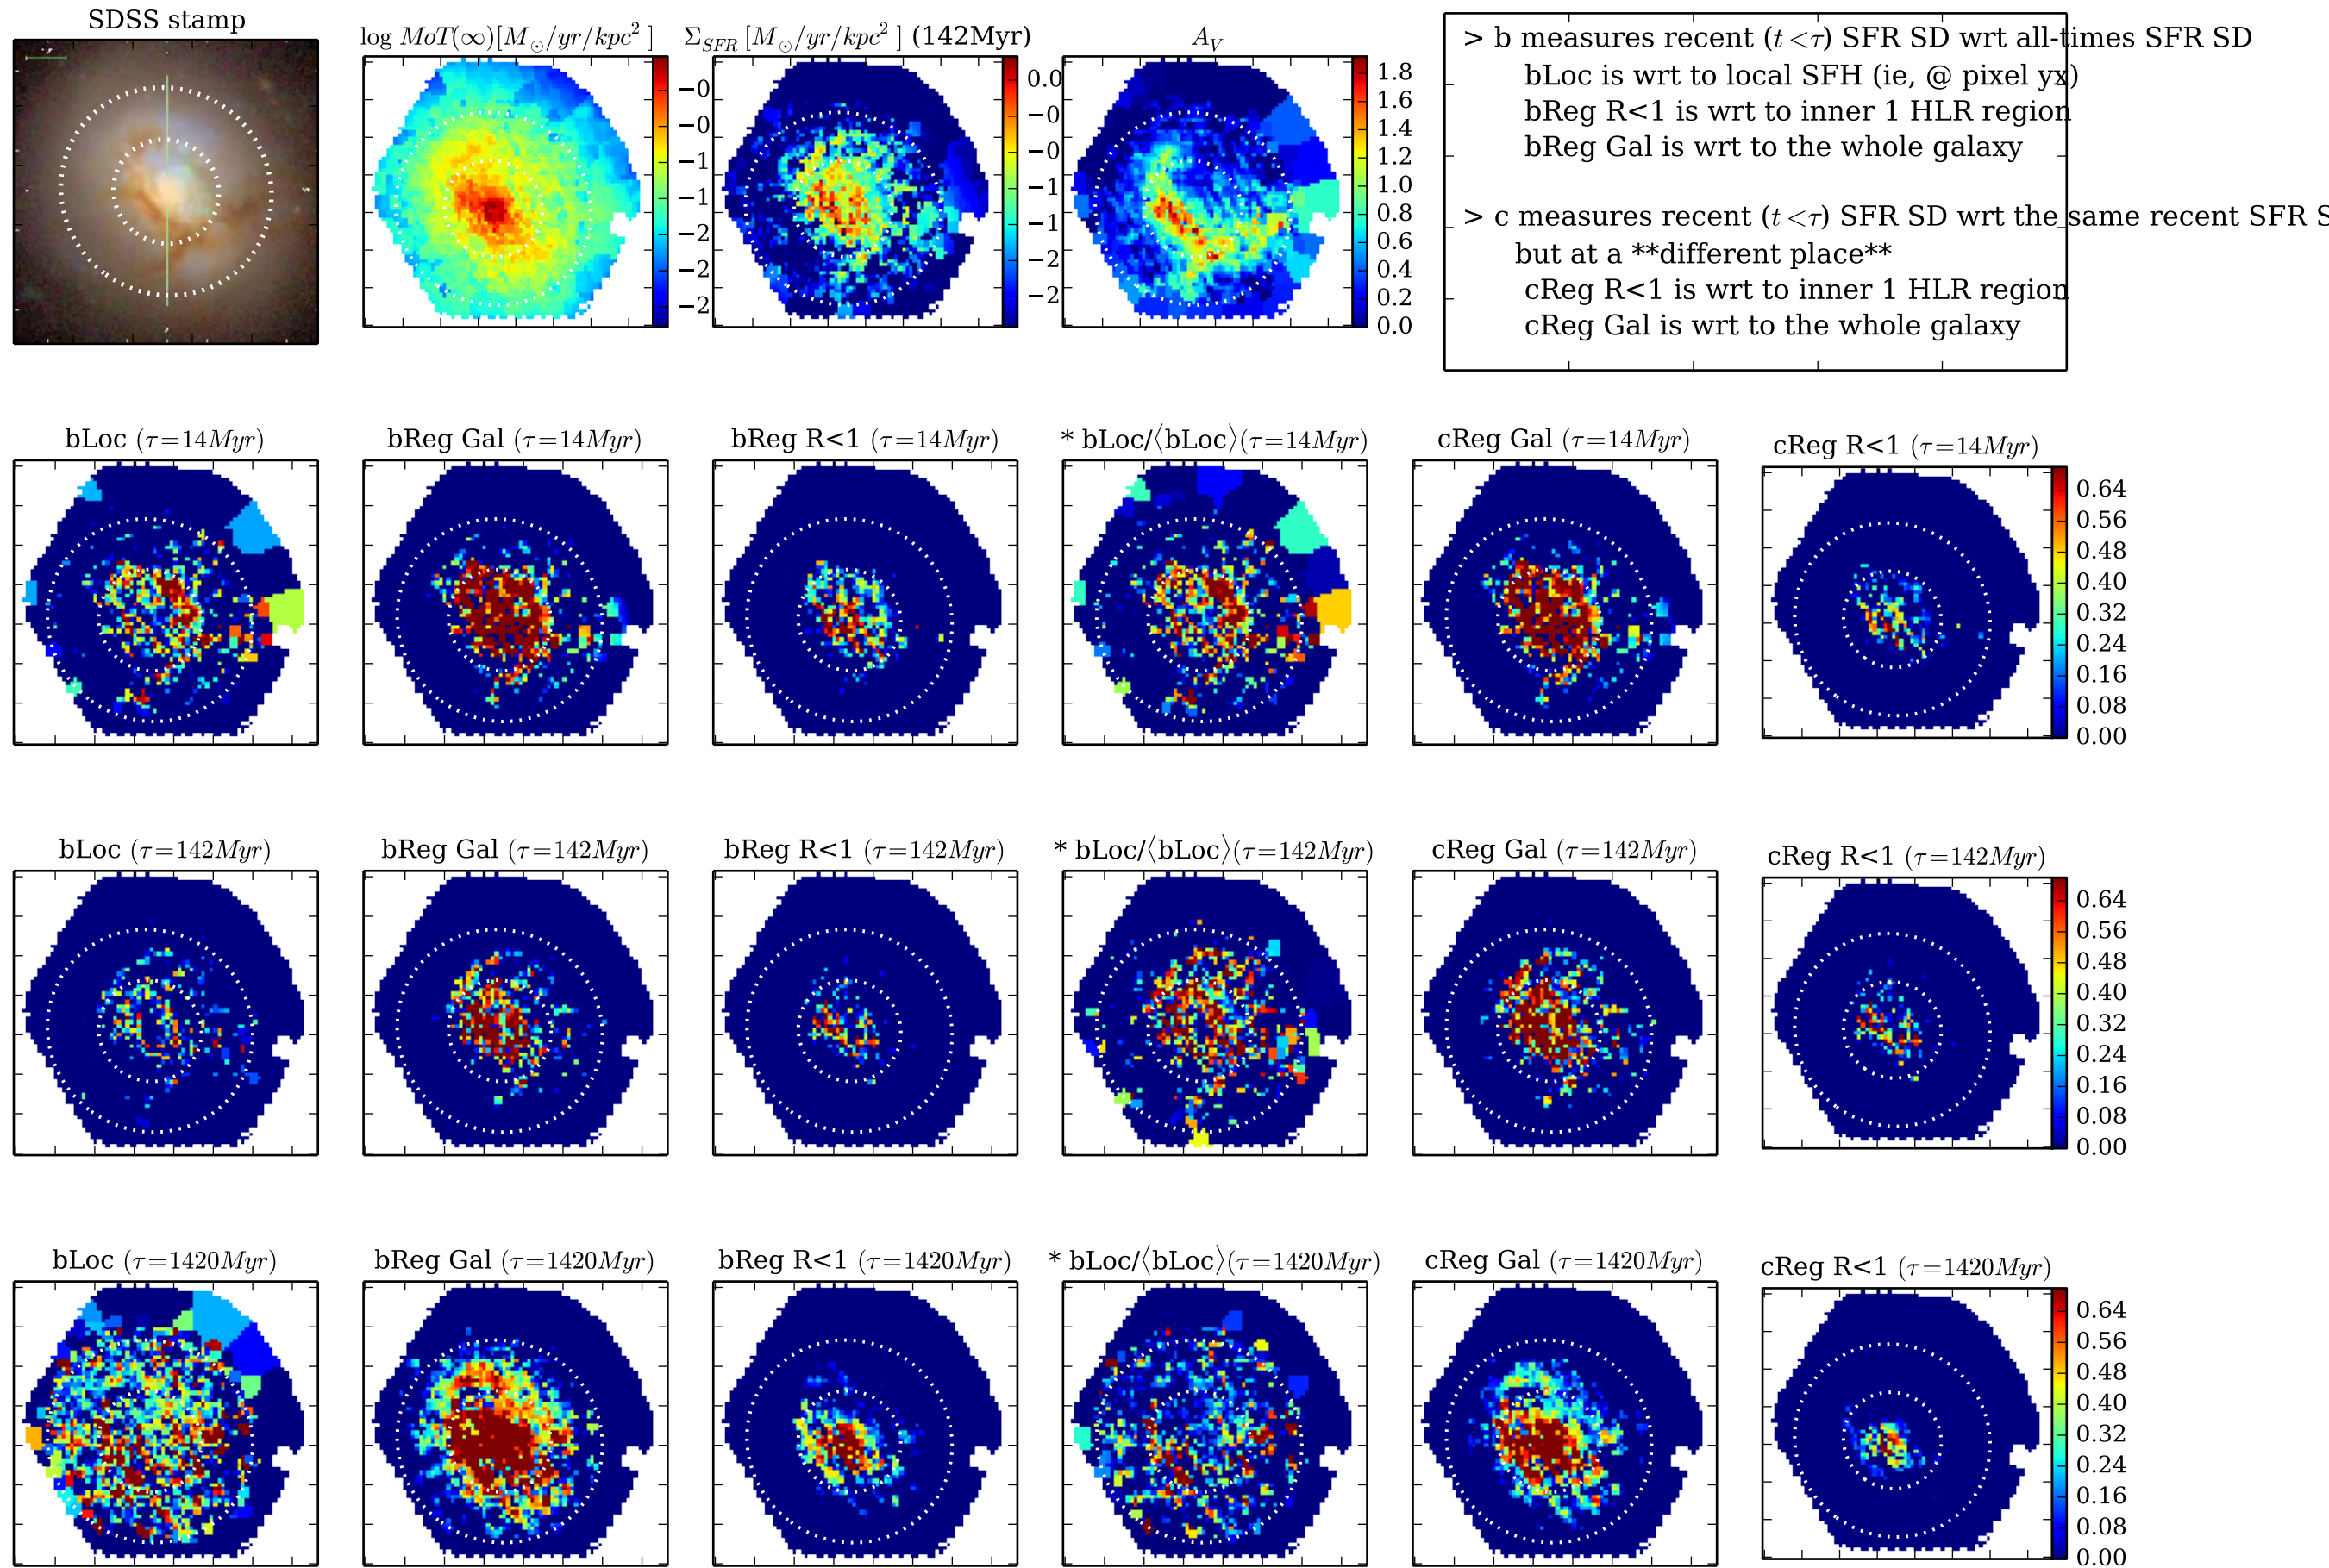 SDSS stamp
log MoT(∞)[M⊙/yr/kpc² ]
Σ_SFR [M⊙/yr/kpc² ] (142Myr)
A_V
−0
−0
−1
−1
−2
−2
−2
0.0
−0
−0
−1
−1
−2
−2
1.8
1.6
1.4
1.2
1.0
0.8
0.6
0.4
0.2
0.0
> b measures recent (t<τ) SFR SD wrt all-times SFR SD
bLoc is wrt to local SFH (ie, @ pixel yx)
bReg R<1 is wrt to inner 1 HLR region
bReg Gal is wrt to the whole galaxy
> c measures recent (t<τ) SFR SD wrt the same recent SFR S
but at a **different place**
cReg R<1 is wrt to inner 1 HLR region
cReg Gal is wrt to the whole galaxy
bLoc (τ=14Myr)
bReg Gal (τ=14Myr)
bReg R<1 (τ=14Myr)
* bLoc/⟨bLoc⟩(τ=14Myr)
cReg Gal (τ=14Myr)
cReg R<1 (τ=14Myr)
0.64
0.56
0.48
0.40
0.32
0.24
0.16
0.08
0.00
bLoc (τ=142Myr)
bReg Gal (τ=142Myr)
bReg R<1 (τ=142Myr)
* bLoc/⟨bLoc⟩(τ=142Myr)
cReg Gal (τ=142Myr)
cReg R<1 (τ=142Myr)
0.64
0.56
0.48
0.40
0.32
0.24
0.16
0.08
0.00
bLoc (τ=1420Myr)
bReg Gal (τ=1420Myr)
bReg R<1 (τ=1420Myr)
* bLoc/⟨bLoc⟩(τ=1420Myr)
cReg Gal (τ=1420Myr)
cReg R<1 (τ=1420Myr)
0.64
0.56
0.48
0.40
0.32
0.24
0.16
0.08
0.00